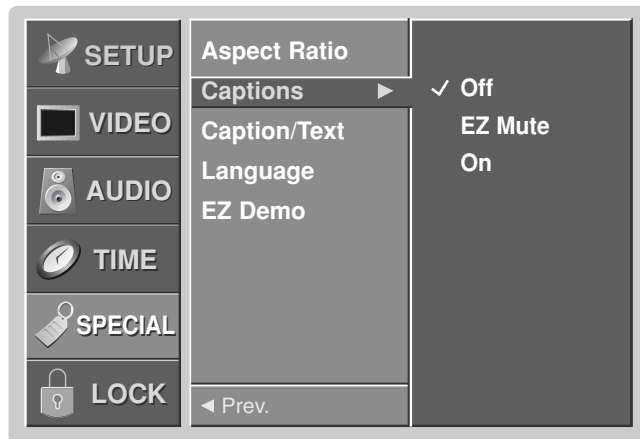 SETUP
VIDEO
AUDIO
TIME
SPECIAL
LOCK
Aspect Ratio
Captions ►
Caption/Text
Language
EZ Demo
◄ Prev.
✓ Off
EZ Mute
On